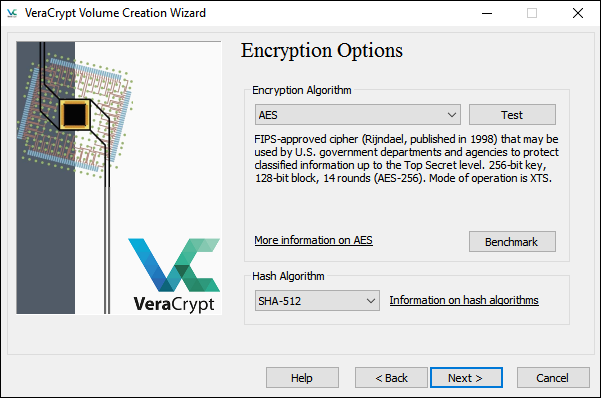 VeraCrypt Volume Creation Wizard
Encryption Options
Encryption Algorithm
AES
Test
FIPS-approved cipher (Rijndael, published in 1998) that may be
used by U.S. government departments and agencies to protect
classified information up to the Top Secret level. 256-bit key,
128-bit block, 14 rounds (AES-256). Mode of operation is XTS.
More information on AES
Benchmark
VeraCrypt
Hash Algorithm
SHA-512
Information on hash algorithms
Help
< Back
Next >
Cancel